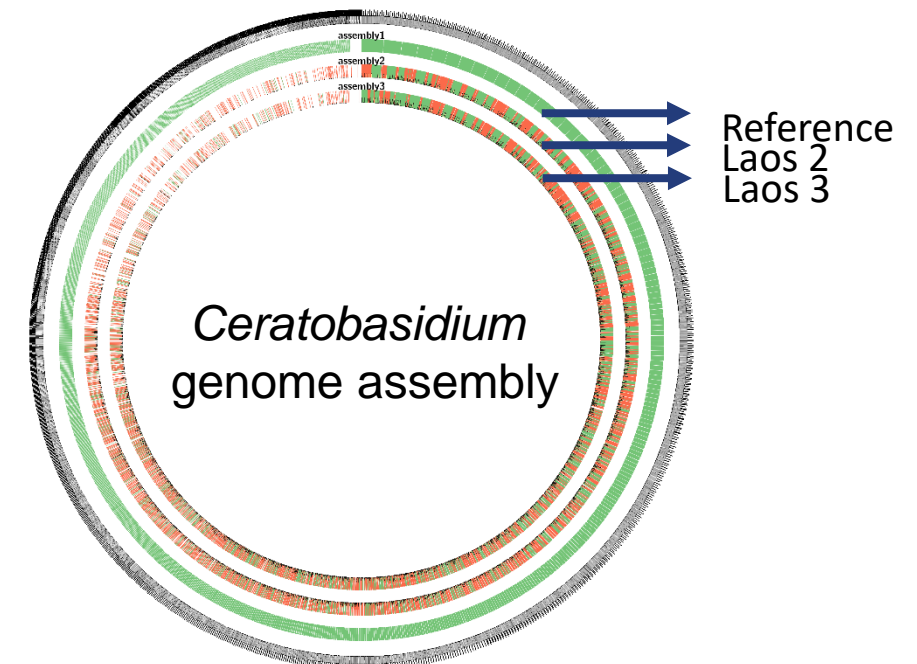 assembly1
assembly2
assembly3
Reference
Laos 2
Laos 3
Ceratobasidium
genome assembly